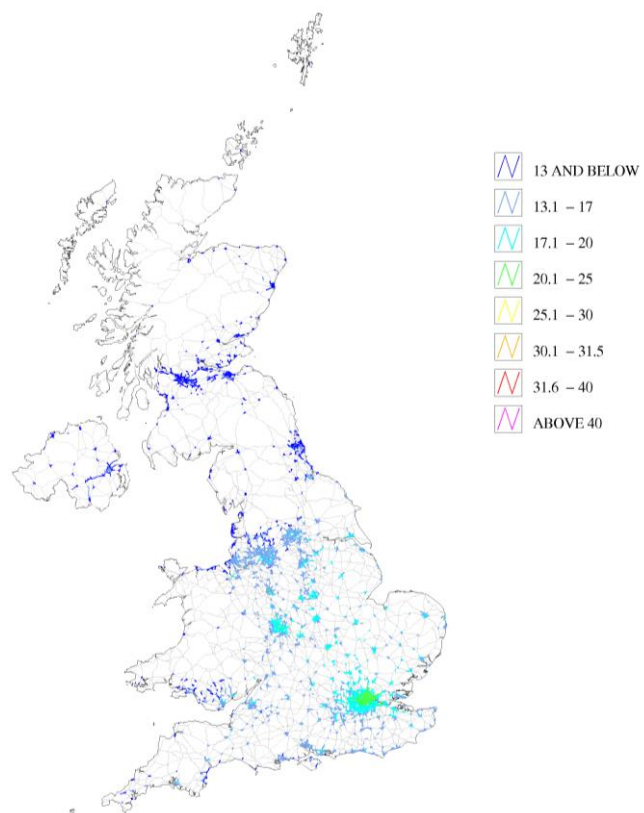 13 AND BELOW
13.1 – 17
17.1 – 20
20.1 – 25
25.1 – 30
30.1 – 31.5
31.6 – 40
ABOVE 40